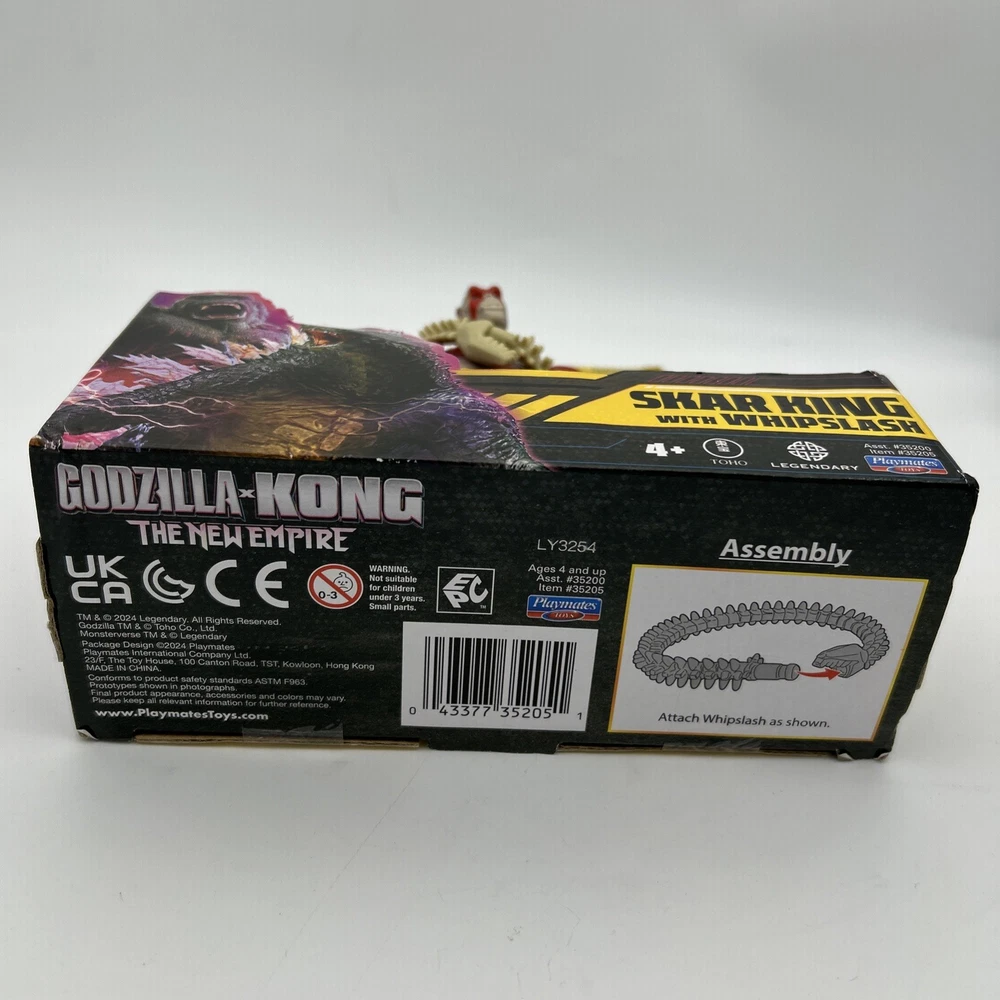 SKAR KING
WITH WHIPSLASH
4+
TOHO
LEGENDARY
Asst. #35200
Item #35205
Playmates
TOYS
GODZILLA x KONG
THE NEW EMPIRE
UK
CA
CE
0-3
WARNING.
Not suitable
for children
under 3 years.
Small parts.
EPC
TM
LY3254
Ages 4 and up
Asst. #35200
Item #35205
Playmates
TOYS
TM & © 2024 Legendary. All Rights Reserved.
Godzilla TM & © Toho Co., Ltd.
Monsterverse TM & © Legendary
Package Design ©2024 Playmates
Playmates International Company Ltd.
23/F, The Toy House, 100 Canton Road, TST, Kowloon, Hong Kong
MADE IN CHINA.
Conforms to product safety standards ASTM F963.
Prototypes shown in photographs.
Final product appearance, accessories and colors may vary.
Please keep all relevant information for further reference.
www.PlaymatesToys.com
0 43377 35205 1
Assembly
Attach Whipslash as shown.